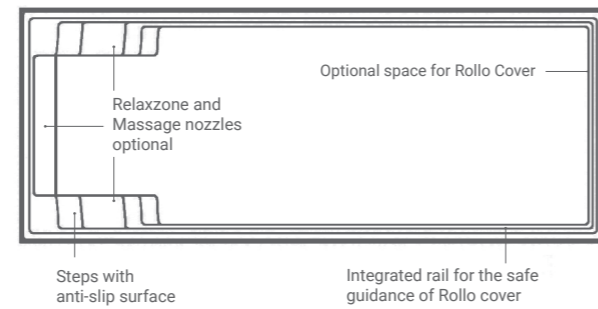 Optional space for Rollo Cover
Relaxzone and
Massage nozzles
optional
Steps with
anti-slip surface
Integrated rail for the safe
guidance of Rollo cover